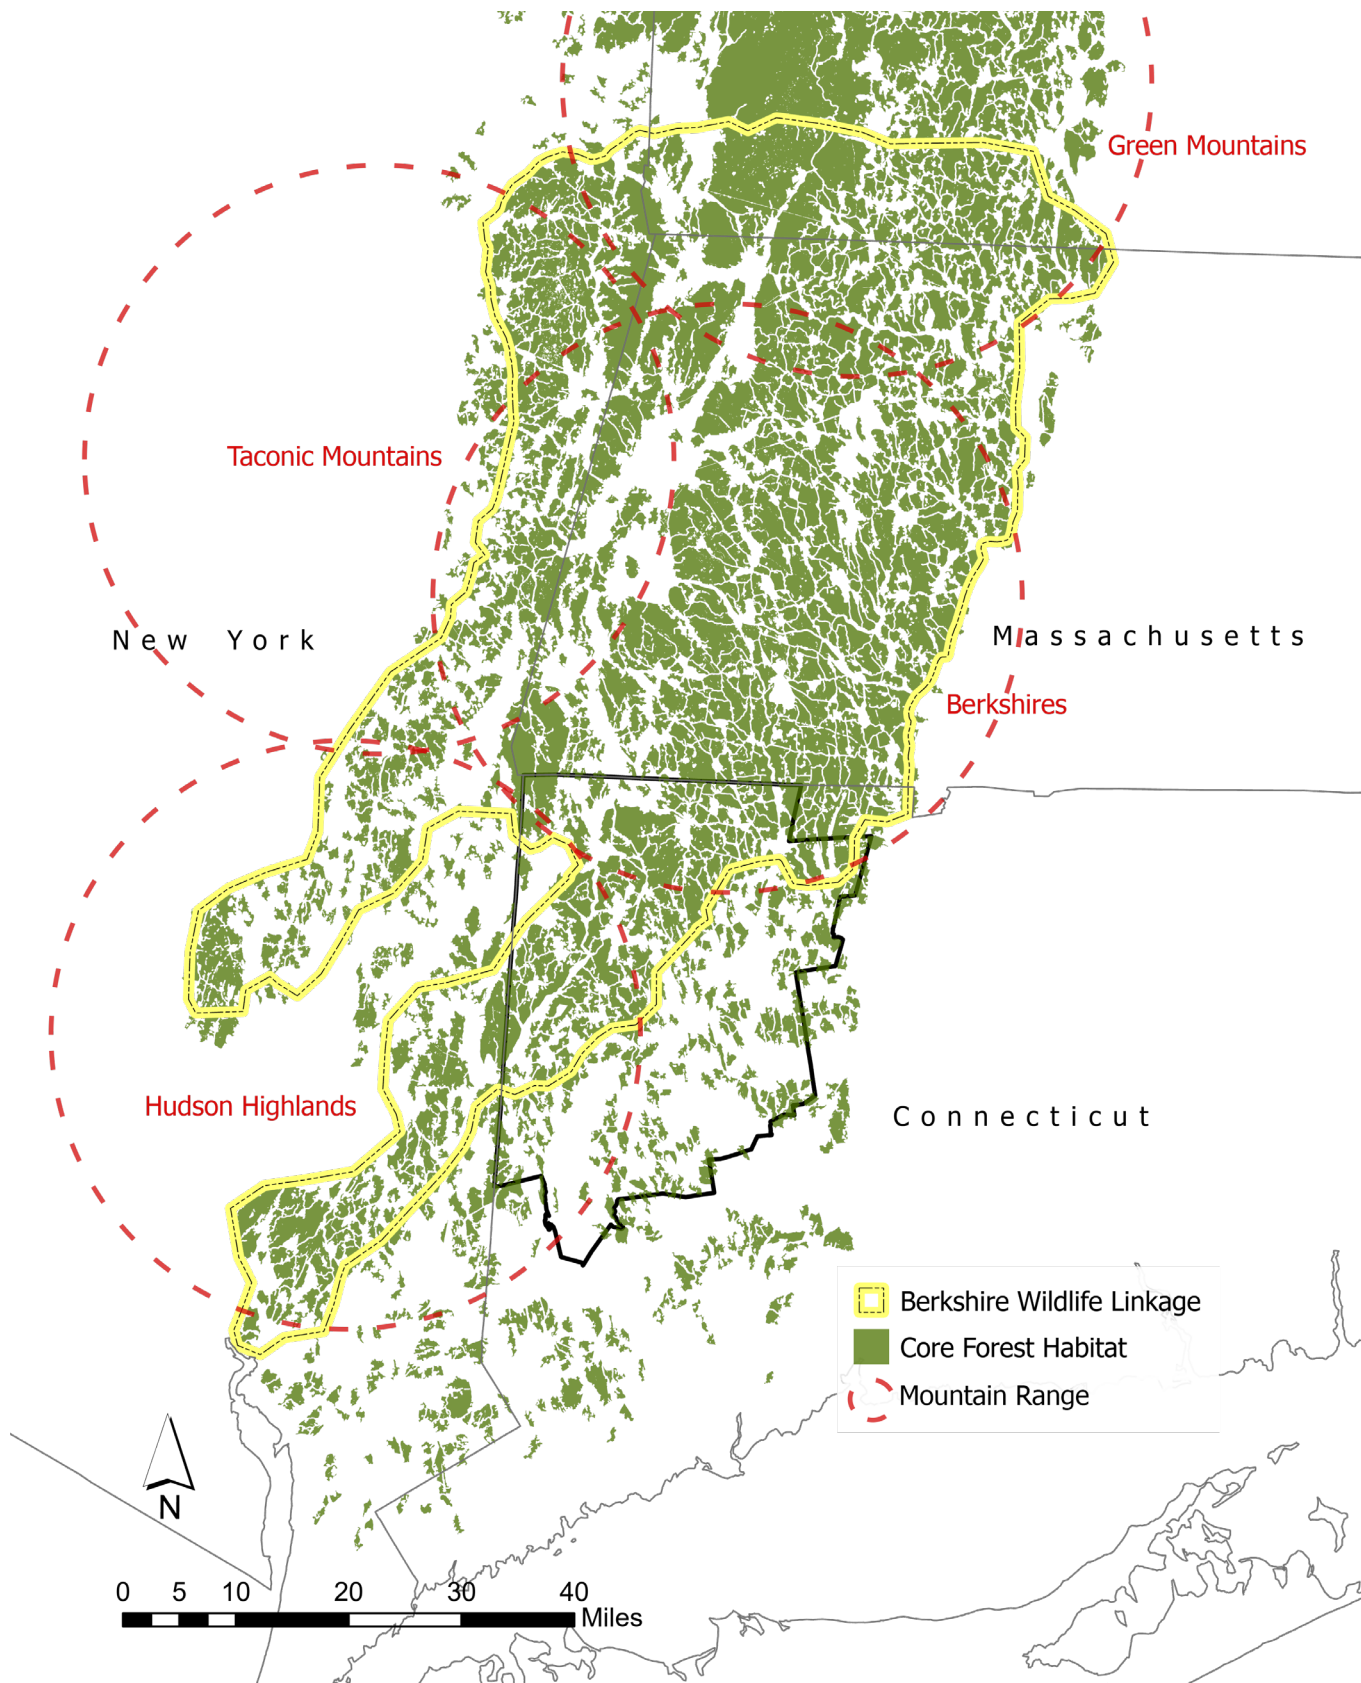 Green Mountains
Taconic Mountains
New York
Massachusetts
Berkshires
Hudson Highlands
Connecticut
Berkshire Wildlife Linkage
Core Forest Habitat
Mountain Range
N
0 5 10 20 30 40
Miles